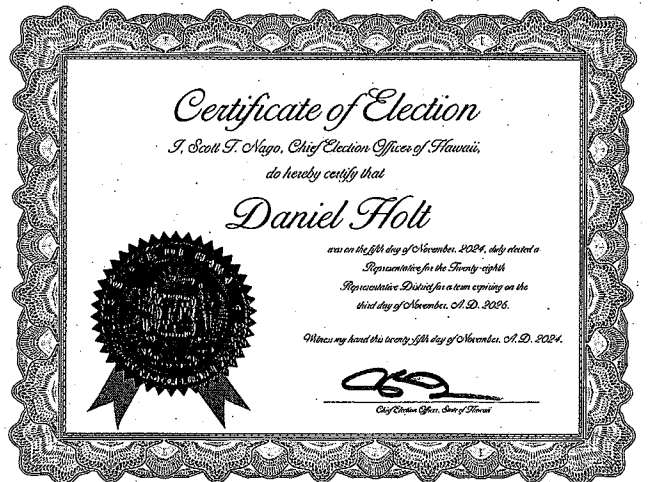 Certificate of Election
I, Scott T. Nago, Chief Election Officer of Hawaii,
do hereby certify that
Daniel Holt
was on the fifth day of November, 2024, duly elected a
Representative for the Twenty-eighth
Representative District for a term expiring on the
third day of November, A.D. 2026.
Witness my hand this twenty fifth day of November, A.D. 2024.
Chief Election Officer, State of Hawaii